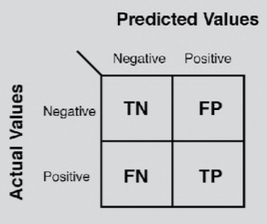 Predicted Values
Negative Positive
Actual Values
Negative TN FP
Positive FN TP